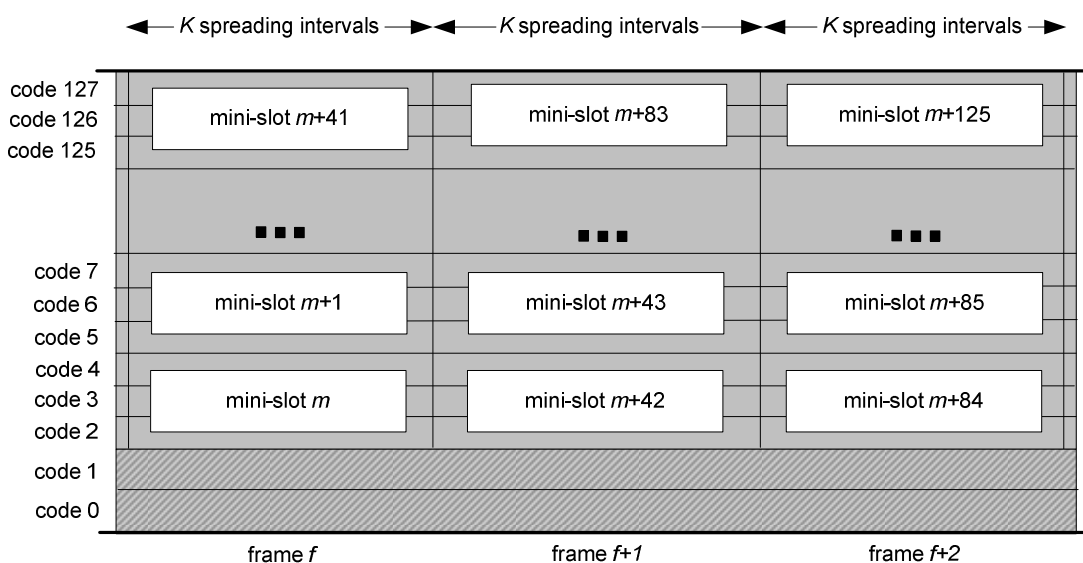 K spreading intervals K spreading intervals K spreading intervals
code 127
mini-slot m+41 mini-slot m+83 mini-slot m+125
code 126
code 125
code 7
code 6 mini-slot m+1 mini-slot m+43 mini-slot m+85
code 5
code 4
code 3 mini-slot m mini-slot m+42 mini-slot m+84
code 2
code 1
code 0
frame f frame f+1 frame f+2